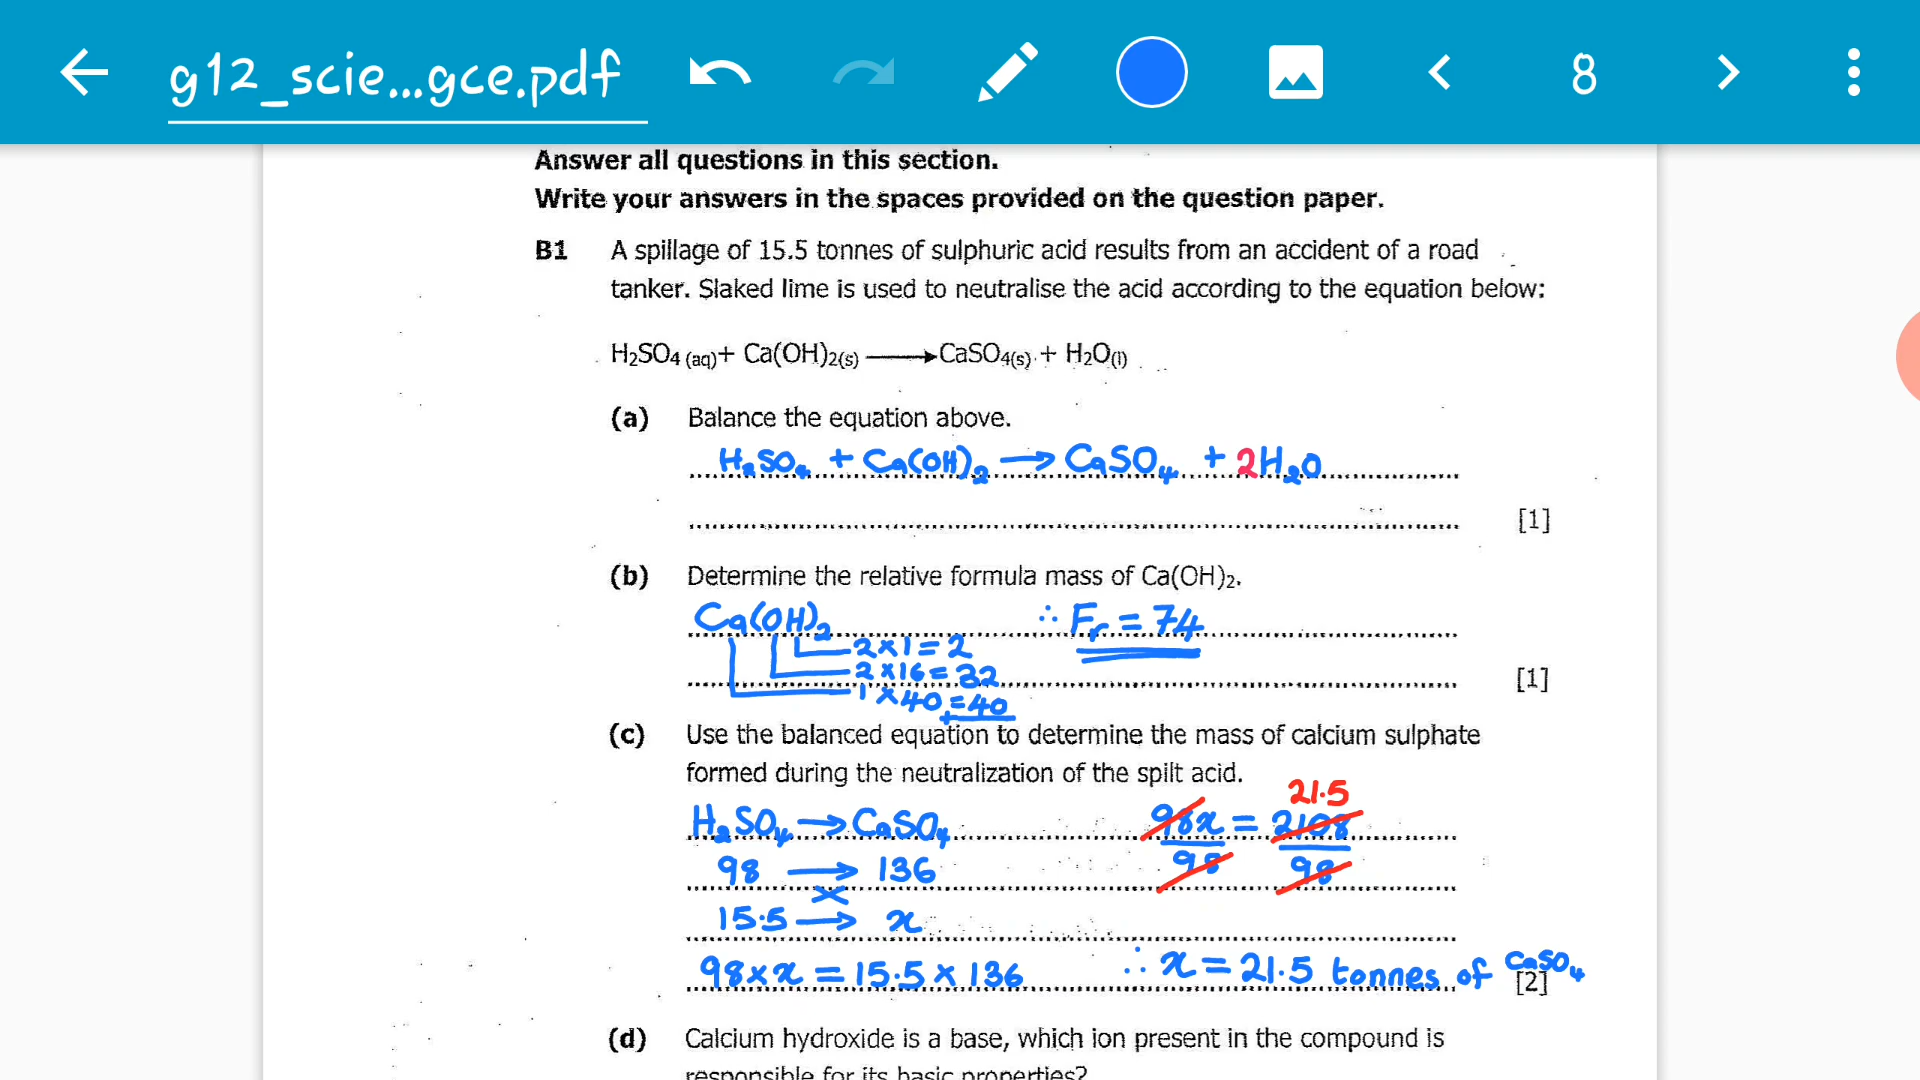 g12_scie...gce.pdf
8
Answer all questions in this section.
Write your answers in the spaces provided on the question paper.
B1 A spillage of 15.5 tonnes of sulphuric acid results from an accident of a road
tanker. Slaked lime is used to neutralise the acid according to the equation below:
H₂SO₄ (aq)+ Ca(OH)₂(s) ⟶ CaSO₄(s) + H₂O(l)
(a) Balance the equation above.
H₂SO₄ + Ca(OH)₂ → CaSO₄ + 2H₂O
[1]
(b) Determine the relative formula mass of Ca(OH)₂.
Ca(OH)₂ ∴ Fr = 74
2×1=2
2×16=32
[1]
1×40=40
+
(c) Use the balanced equation to determine the mass of calcium sulphate
formed during the neutralization of the spilt acid.
21.5
H₂SO₄ → CaSO₄ 98x = 2108
98 → 136 98 98
×
15.5 → x
98×x = 15.5×136 ∴ x = 21.5 tonnes of CaSO₄
[2]
(d) Calcium hydroxide is a base, which ion present in the compound is
responsible for its basic properties?